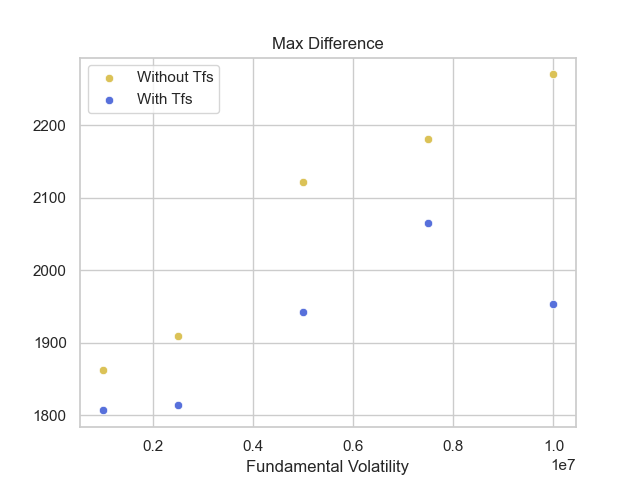 Max Difference
Without Tfs
With Tfs
2200
2100
2000
1900
1800
0.2 0.4 0.6 0.8 1.0
1e7
Fundamental Volatility